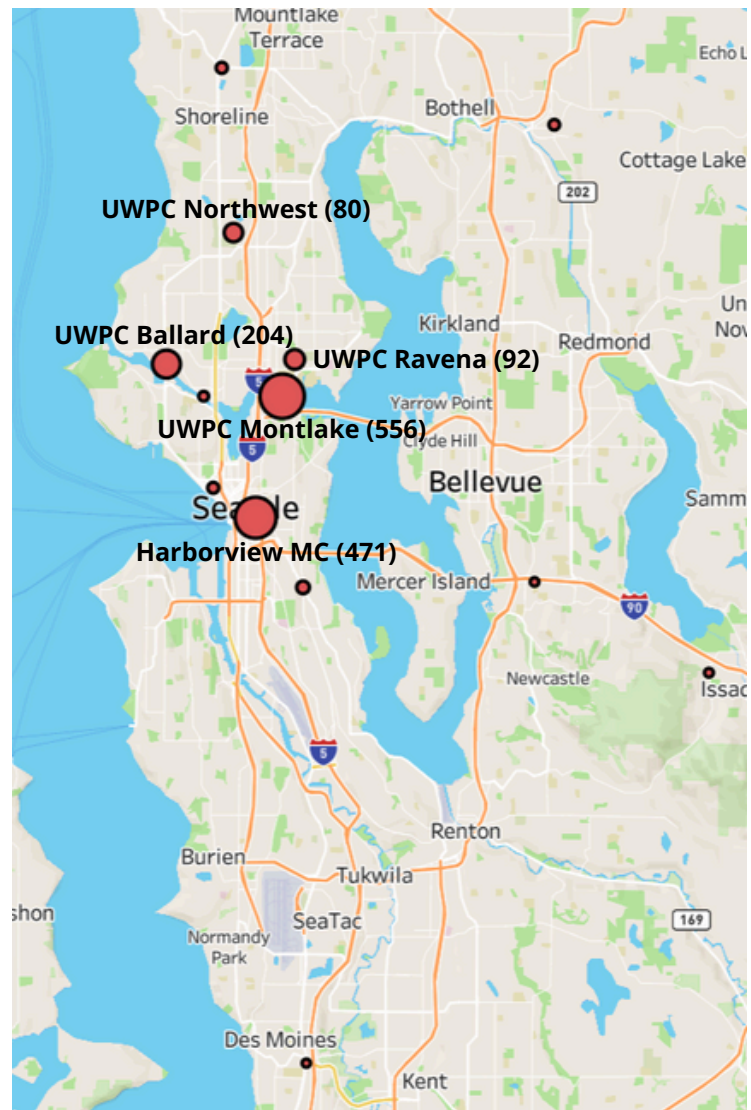 Mountlake
Terrace
Echo L
Shoreline
Bothell
Cottage Lake
202
UWPC Northwest (80)
Un
Nov
Kirkland
UWPC Ballard (204)
Redmond
UWPC Ravena (92)
5
Yarrow Point
UWPC Montlake (556)
Clyde Hill
5
Bellevue
Samm
Seattle
Harborview MC (471)
Mercer Island
90
Newcastle
Issaq
5
Renton
Burien
Tukwila
shon
SeaTac
169
Normandy
Park
Des Moines
Kent